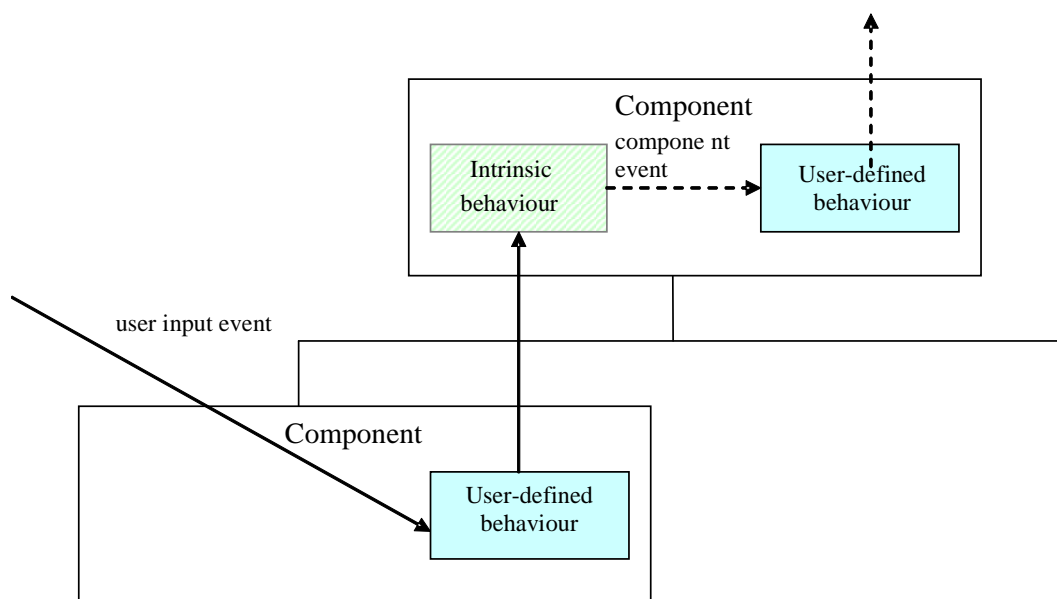 Component
compone nt
event
Intrinsic
behaviour
User-defined
behaviour
user input event
Component
User-defined
behaviour